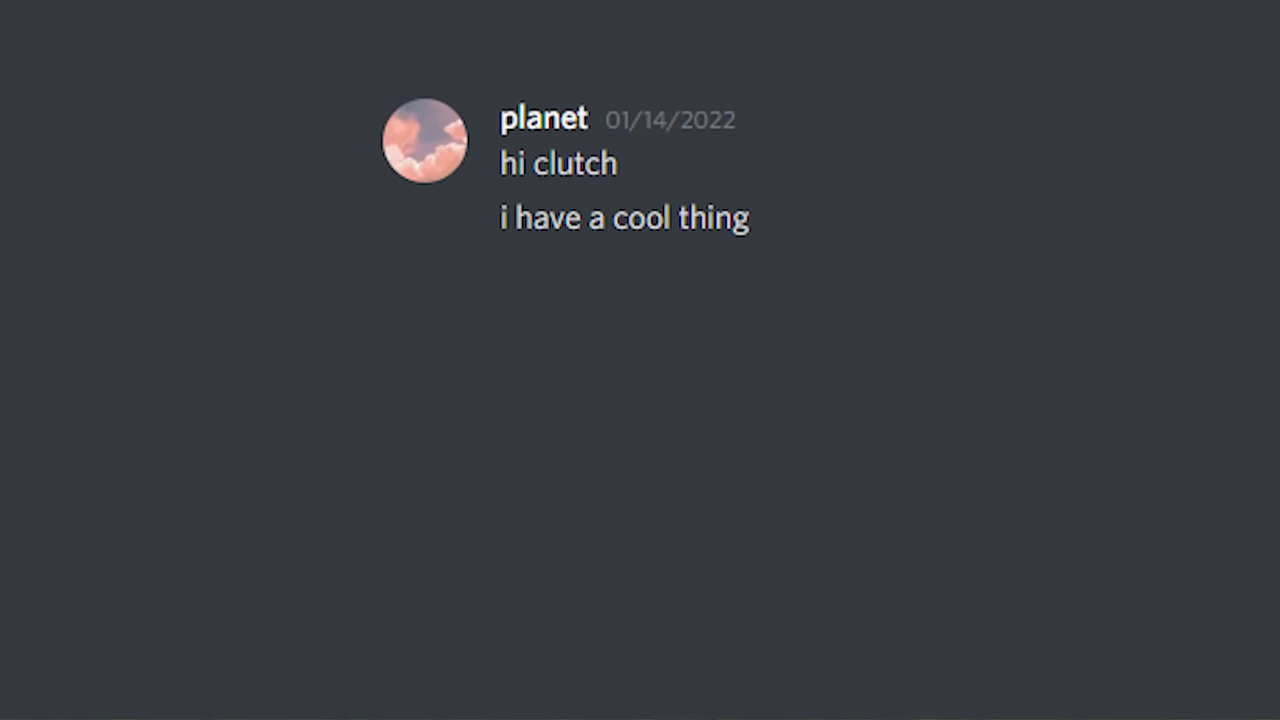 planet 01/14/2022
hi clutch
i have a cool thing